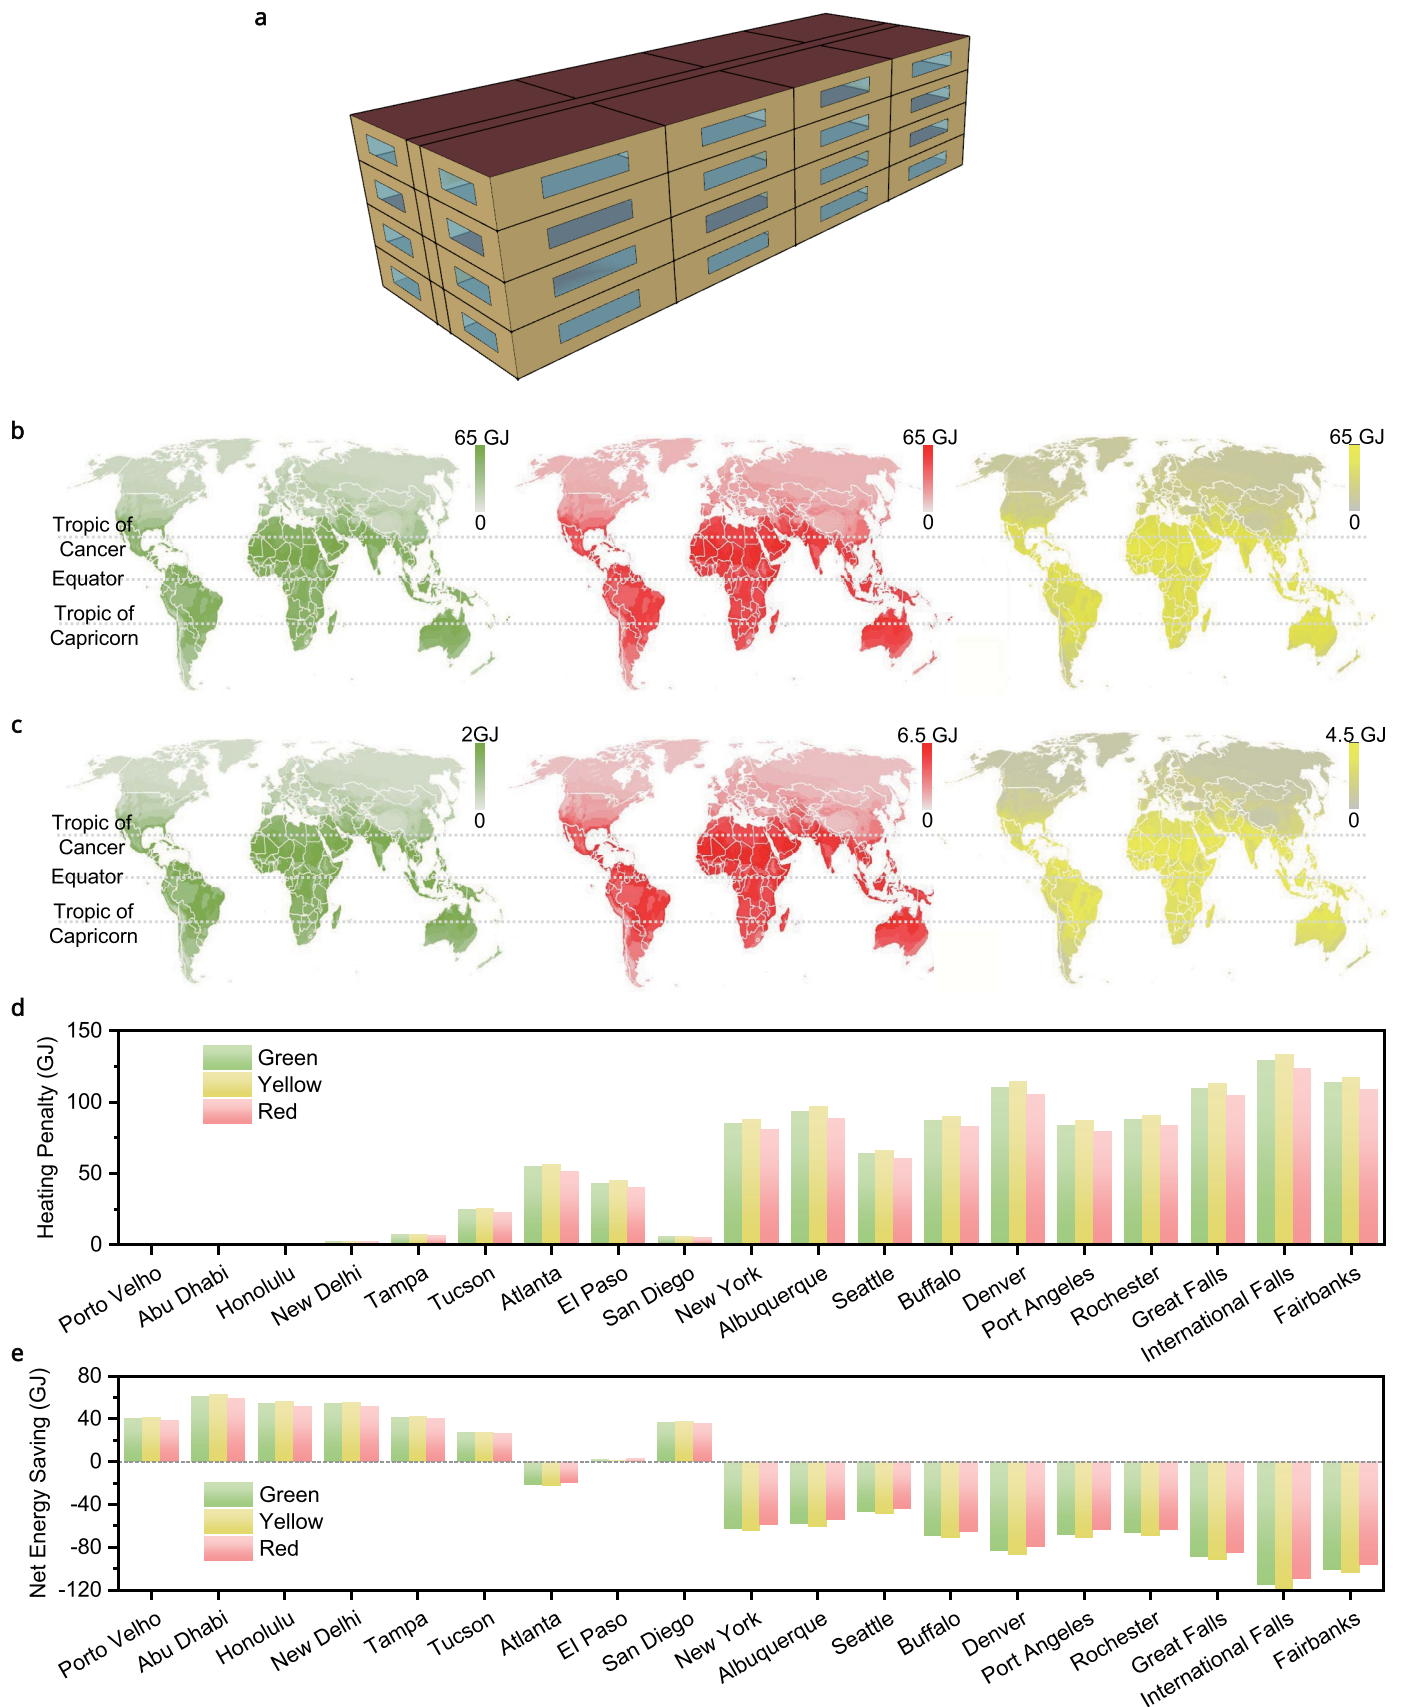 a
b
65 GJ
0
65 GJ
0
65 GJ
0
Tropic of
Cancer
Equator
Tropic of
Capricorn
c
2GJ
0
6.5 GJ
0
4.5 GJ
0
Tropic of
Cancer
Equator
Tropic of
Capricorn
d
Heating Penalty (GJ)
150
100
50
0
Green
Yellow
Red
Porto Velho
Abu Dhabi
Honolulu
New Delhi
Tampa
Tucson
Atlanta
El Paso
San Diego
New York
Albuquerque
Seattle
Buffalo
Denver
Port Angeles
Rochester
Great Falls
International Falls
Fairbanks
e
Net Energy Saving (GJ)
80
40
0
-40
-80
-120
Green
Yellow
Red
Porto Velho
Abu Dhabi
Honolulu
New Delhi
Tampa
Tucson
Atlanta
El Paso
San Diego
New York
Albuquerque
Seattle
Buffalo
Denver
Port Angeles
Rochester
Great Falls
International Falls
Fairbanks